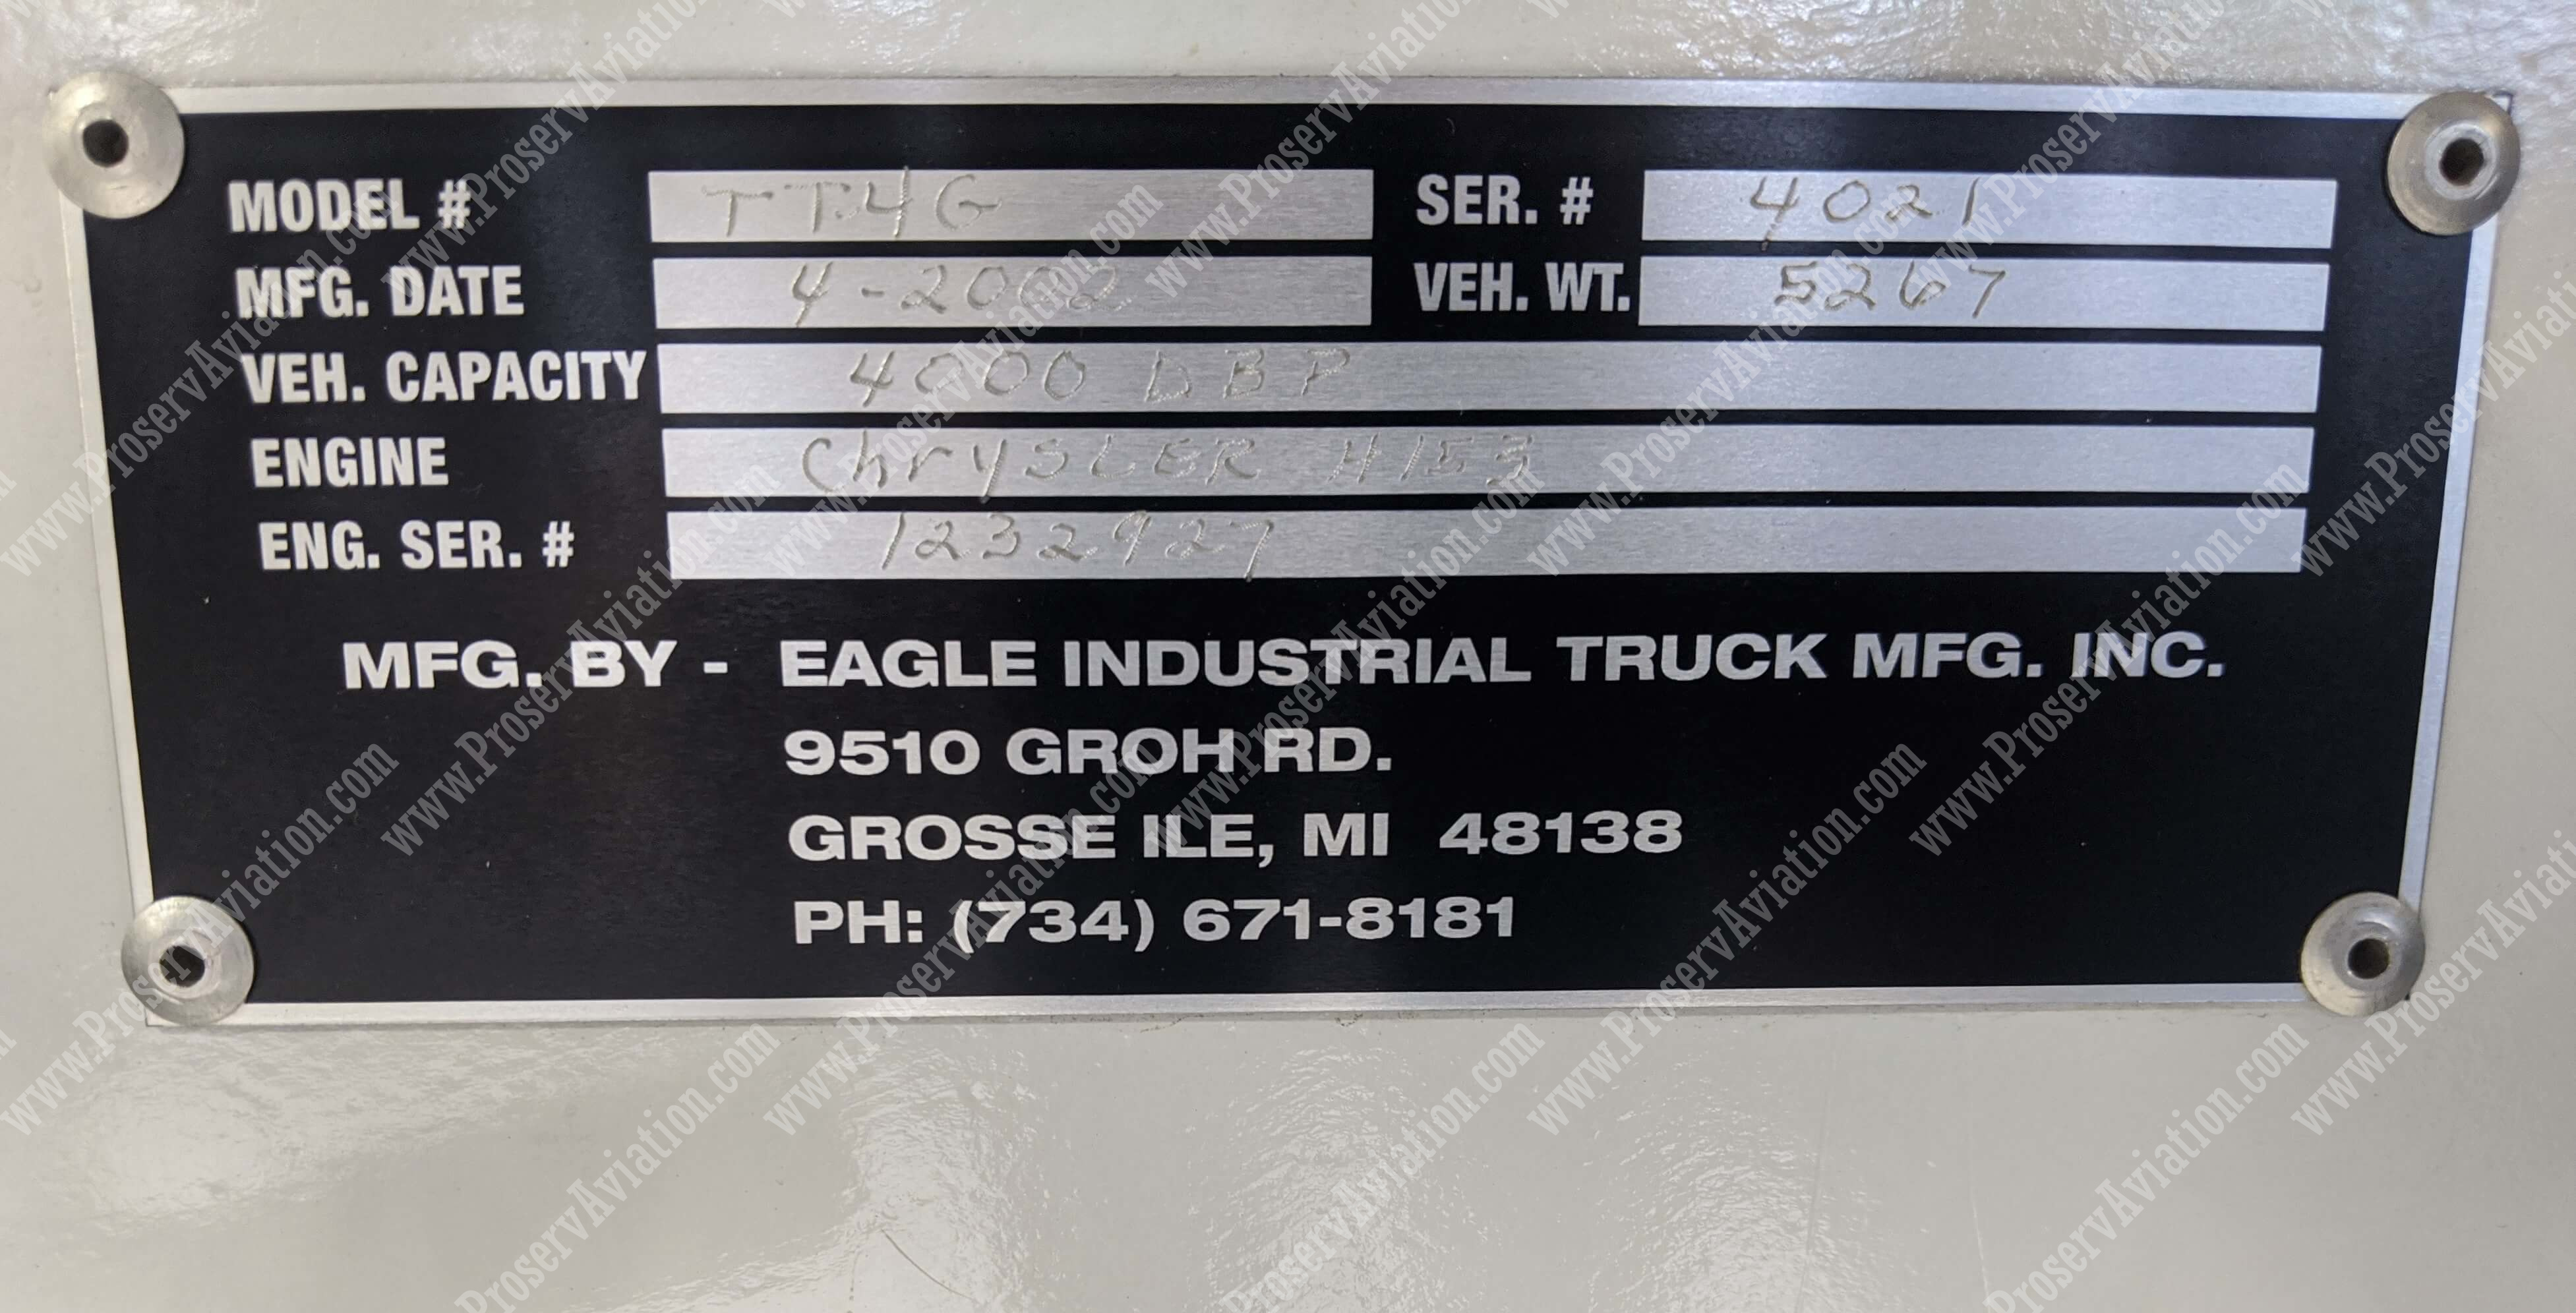 MODEL # TT4G SER. # 4021
MFG. DATE 4-2002 VEH. WT. 5267
VEH. CAPACITY 4000 DBP
ENGINE ChrySLER H153
ENG. SER. # 1232927
MFG. BY - EAGLE INDUSTRIAL TRUCK MFG. INC.
9510 GROH RD.
GROSSE ILE, MI 48138
PH: (734) 671-8181
www.ProservAviation.com